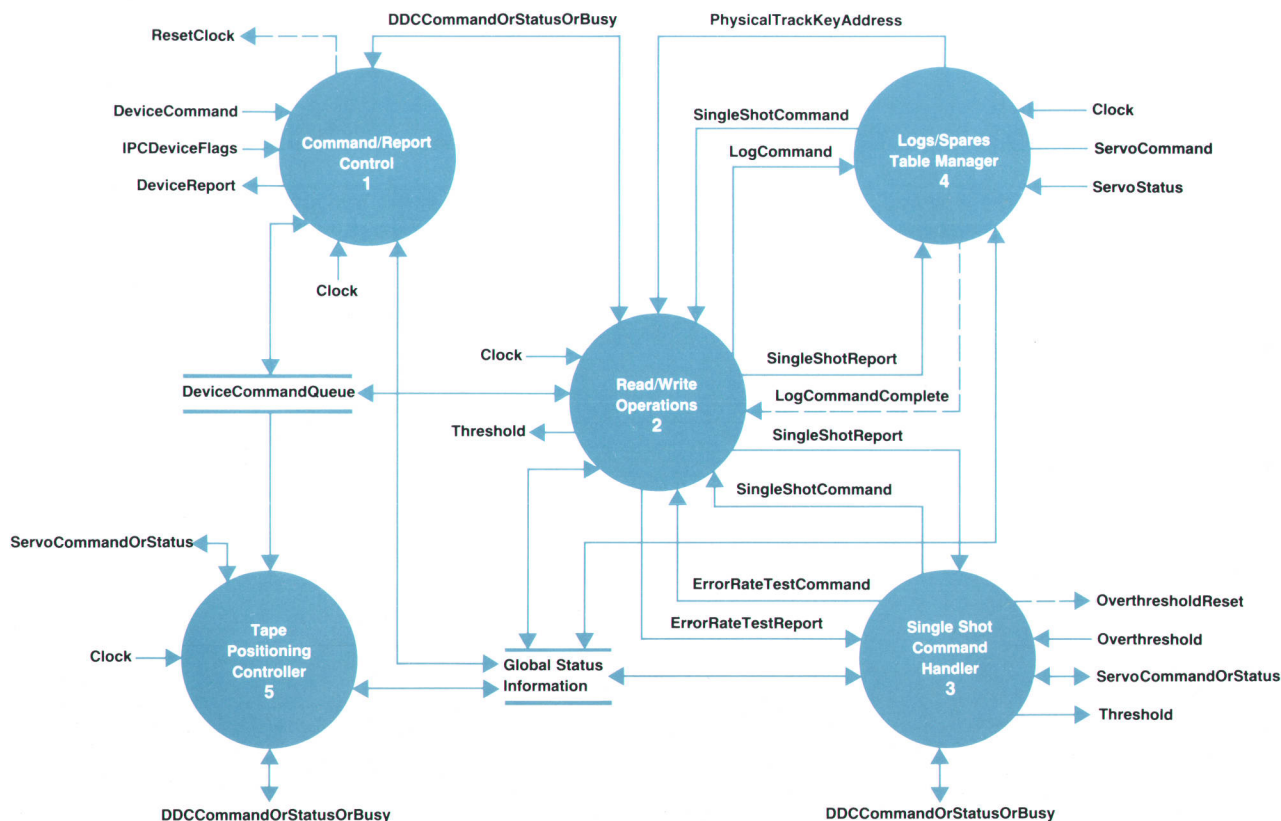 DDCCommandOrStatusOrBusy
PhysicalTrackKeyAddress
ResetClock
DeviceCommand
IPCDeviceFlags
DeviceReport
Command/Report
Control
1
Clock
SingleShotCommand
LogCommand
Logs/Spares
Table Manager
4
Clock
ServoCommand
ServoStatus
DeviceCommandQueue
Clock
Read/Write
Operations
2
Threshold
SingleShotReport
LogCommandComplete
SingleShotReport
SingleShotCommand
ServoCommandOrStatus
Clock
Tape
Positioning
Controller
5
ErrorRateTestCommand
ErrorRateTestReport
Global Status
Information
Single Shot
Command
Handler
3
OverthresholdReset
Overthreshold
ServoCommandOrStatus
Threshold
DDCCommandOrStatusOrBusy
DDCCommandOrStatusOrBusy